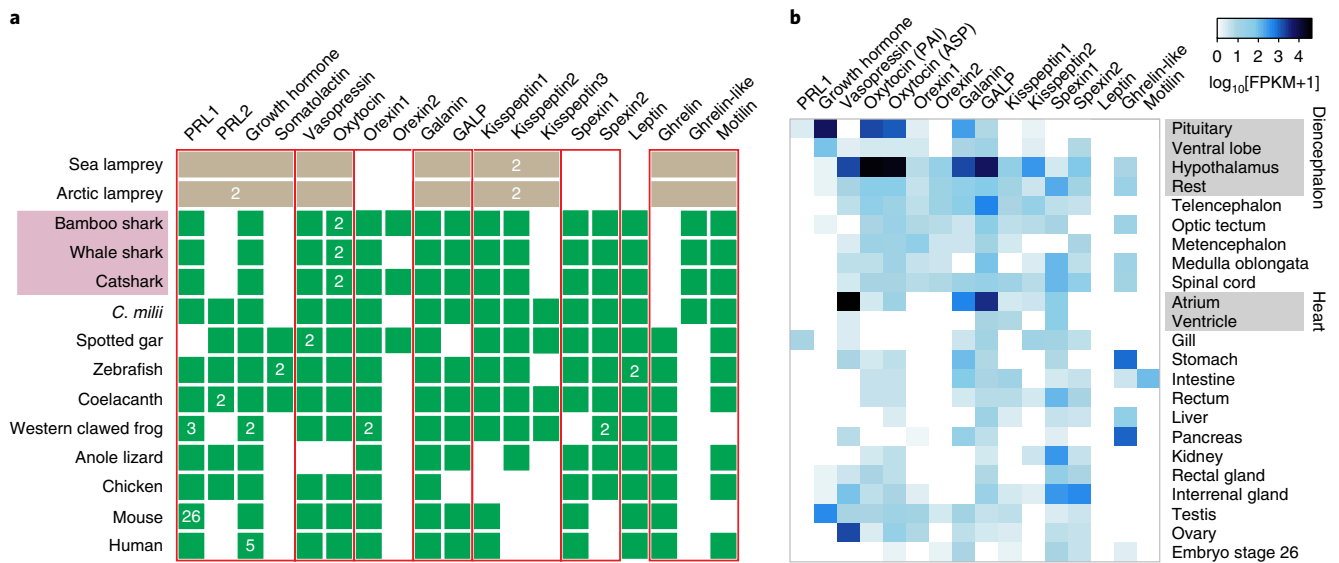 a
PRL1
PRL2
Growth hormone
Somatolactin
Vasopressin
Oxytocin
Orexin1
Orexin2
Galanin
GALP
Kisspeptin1
Kisspeptin2
Kisspeptin3
Spexin1
Spexin2
Leptin
Ghrelin
Ghrelin-like
Motilin
Sea lamprey 2
Arctic lamprey 2 2
Bamboo shark 2
Whale shark 2
Catshark 2
C. milii
Spotted gar 2
Zebrafish 2 2
Coelacanth 2
Western clawed frog 3 2 2 2
Anole lizard
Chicken
Mouse 26
Human 5
b
PRL1
Growth hormone
Vasopressin
Oxytocin (PAI)
Oxytocin (ASP)
Orexin1
Orexin2
Galanin
GALP
Kisspeptin1
Kisspeptin2
Spexin1
Spexin2
Leptin
Ghrelin-like
Motilin
0 1 2 3 4
log10[FPKM+1]
Pituitary
Ventral lobe
Hypothalamus
Rest
Diencephalon
Telencephalon
Optic tectum
Metencephalon
Medulla oblongata
Spinal cord
Atrium
Ventricle
Heart
Gill
Stomach
Intestine
Rectum
Liver
Pancreas
Kidney
Rectal gland
Interrenal gland
Testis
Ovary
Embryo stage 26